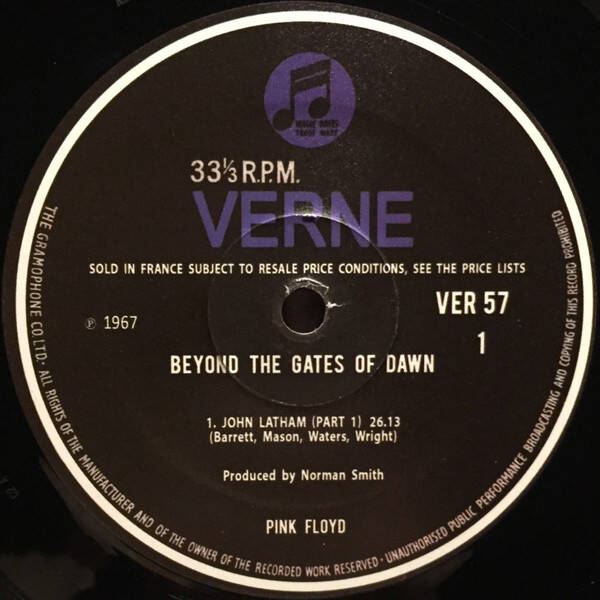 MAGIC NOTES
TRADE MARK
33⅓ R.P.M.
VERNE
SOLD IN FRANCE SUBJECT TO RESALE PRICE CONDITIONS, SEE THE PRICE LISTS
VER 57
℗ 1967
1
BEYOND THE GATES OF DAWN
1. JOHN LATHAM (PART 1) 26.13
(Barrett, Mason, Waters, Wright)
Produced by Norman Smith
PINK FLOYD
THE GRAMOPHONE CO LTD· ALL RIGHTS OF THE MANUFACTURER AND OF THE OWNER OF THE RECORDED WORK RESERVED · UNAUTHORISED PUBLIC PERFORMANCE BROADCASTING AND COPYING OF THIS RECORD PROHIBITED